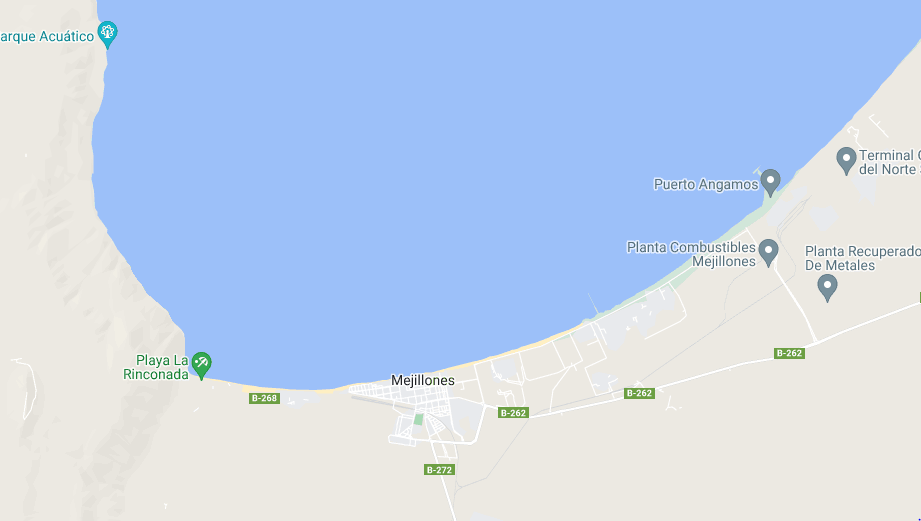 arque Acuático
Terminal
del Norte
Puerto Angamos
Planta Combustibles
Mejillones
Planta Recuperado
De Metales
B-262
Playa La
Rinconada
Mejillones
B-268
B-262
B-262
B-272